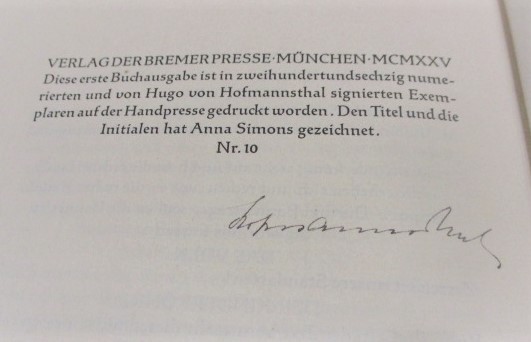 VERLAG DER BREMER PRESSE · MÜNCHEN · MCMXXV
Diese erste Buchausgabe ist in zweihundertundsechzig nume-
rierten und von Hugo von Hofmannsthal signierten Exem-
plaren auf der Handpresse gedruckt worden. Den Titel und die
Initialen hat Anna Simons gezeichnet.
Nr. 10
Hofmannsthal